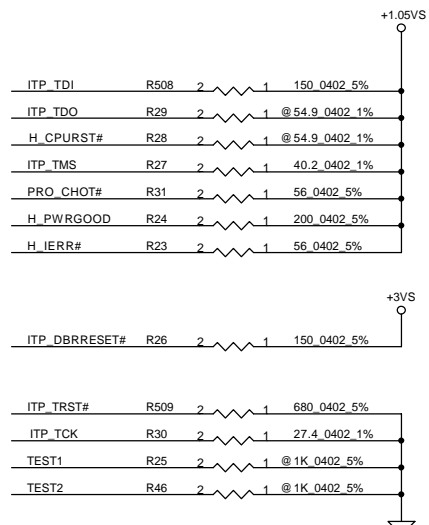 +1.05VS
ITP_TDI R508 2 1 150_0402_5%
ITP_TDO R29 2 1 @54.9_0402_1%
H_CPURST# R28 2 1 @54.9_0402_1%
ITP_TMS R27 2 1 40.2_0402_1%
PRO_CHOT# R31 2 1 56_0402_5%
H_PWRGOOD R24 2 1 200_0402_5%
H_IERR# R23 2 1 56_0402_5%
+3VS
ITP_DBRRESET# R26 2 1 150_0402_5%
ITP_TRST# R509 2 1 680_0402_5%
ITP_TCK R30 2 1 27.4_0402_1%
TEST1 R25 2 1 @1K_0402_5%
TEST2 R46 2 1 @1K_0402_5%